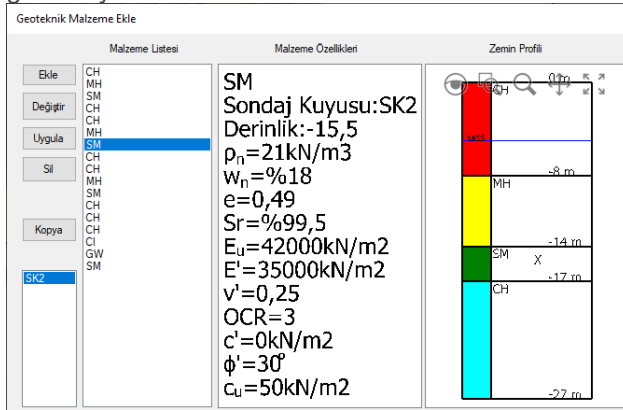 Geoteknik Malzeme Ekle
Malzeme Listesi
Malzeme Özellikleri
Zemin Profili
Ekle
Değiştir
Uygula
Sil
Kopya
SK2
CH
MH
SM
CH
CH
MH
SM
CH
CH
MH
SM
CH
CH
CH
CI
GW
SM
SM
Sondaj Kuyusu:SK2
Derinlik:-15,5
ρn=21kN/m3
wn=%18
e=0,49
Sr=%99,5
Eu=42000kN/m2
E'=35000kN/m2
v'=0,25
OCR=3
c'=0kN/m2
ϕ'=30°
cu=50kN/m2
0 m
CH
YASS
-8 m
MH
-14 m
SM
X
-17 m
CH
-27 m